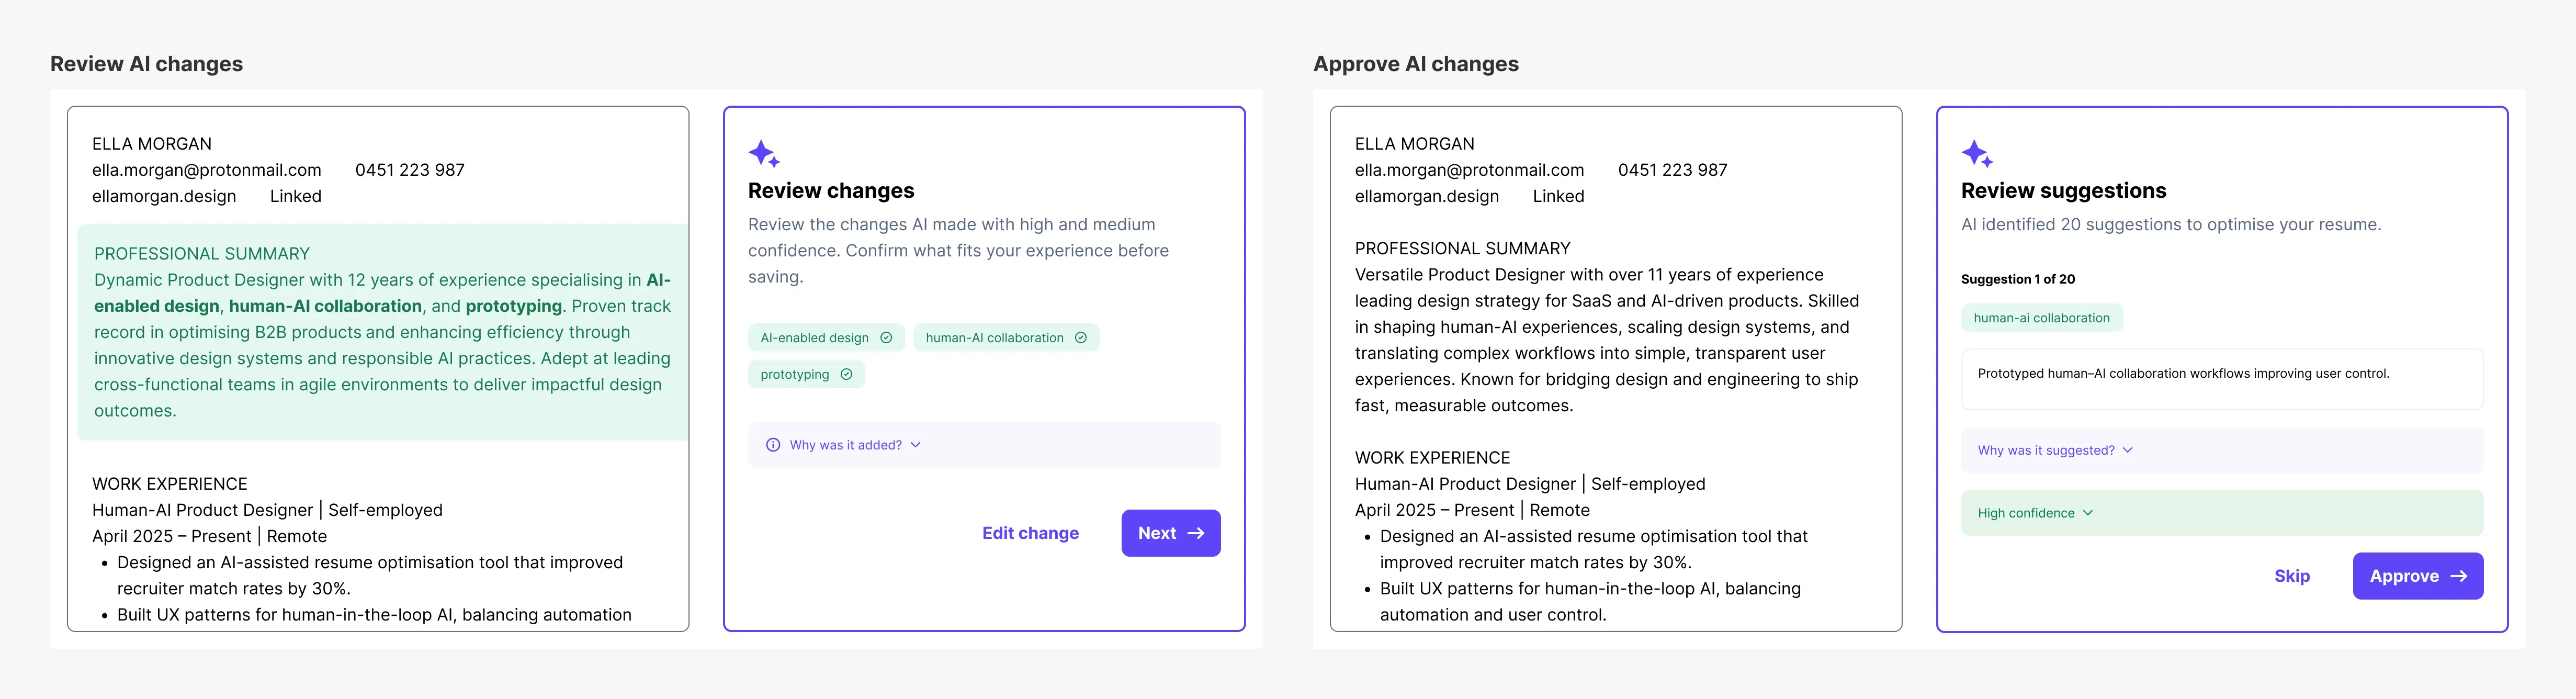 Review AI changes
ELLA MORGAN
ella.morgan@protonmail.com 0451 223 987
ellamorgan.design Linked
PROFESSIONAL SUMMARY
Dynamic Product Designer with 12 years of experience specialising in AI-
enabled design, human-AI collaboration, and prototyping. Proven track
record in optimising B2B products and enhancing efficiency through
innovative design systems and responsible AI practices. Adept at leading
cross-functional teams in agile environments to deliver impactful design
outcomes.
WORK EXPERIENCE
Human-AI Product Designer | Self-employed
April 2025 – Present | Remote
• Designed an AI-assisted resume optimisation tool that improved
recruiter match rates by 30%.
• Built UX patterns for human-in-the-loop AI, balancing automation
Review changes
Review the changes AI made with high and medium
confidence. Confirm what fits your experience before
saving.
AI-enabled design human-AI collaboration
prototyping
Why was it added?
Edit change Next →
Approve AI changes
ELLA MORGAN
ella.morgan@protonmail.com 0451 223 987
ellamorgan.design Linked
PROFESSIONAL SUMMARY
Versatile Product Designer with over 11 years of experience
leading design strategy for SaaS and AI-driven products. Skilled
in shaping human-AI experiences, scaling design systems, and
translating complex workflows into simple, transparent user
experiences. Known for bridging design and engineering to ship
fast, measurable outcomes.
WORK EXPERIENCE
Human-AI Product Designer | Self-employed
April 2025 – Present | Remote
• Designed an AI-assisted resume optimisation tool that
improved recruiter match rates by 30%.
• Built UX patterns for human-in-the-loop AI, balancing
automation and user control.
Review suggestions
AI identified 20 suggestions to optimise your resume.
Suggestion 1 of 20
human-ai collaboration
Prototyped human–AI collaboration workflows improving user control.
Why was it suggested?
High confidence
Skip Approve →